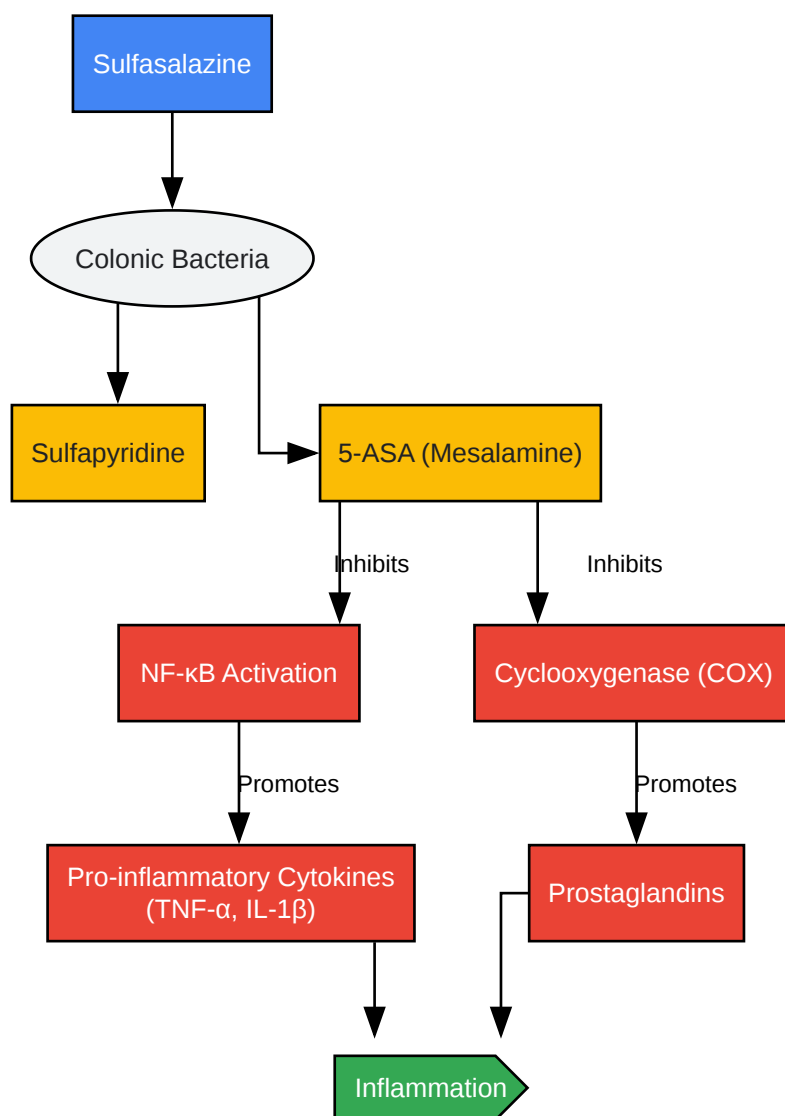 Sulfasalazine
Colonic Bacteria
Sulfapyridine
5-ASA (Mesalamine)
Inhibits
Inhibits
NF-κB Activation
Cyclooxygenase (COX)
Promotes
Promotes
Pro-inflammatory Cytokines
(TNF-α, IL-1β)
Prostaglandins
Inflammation